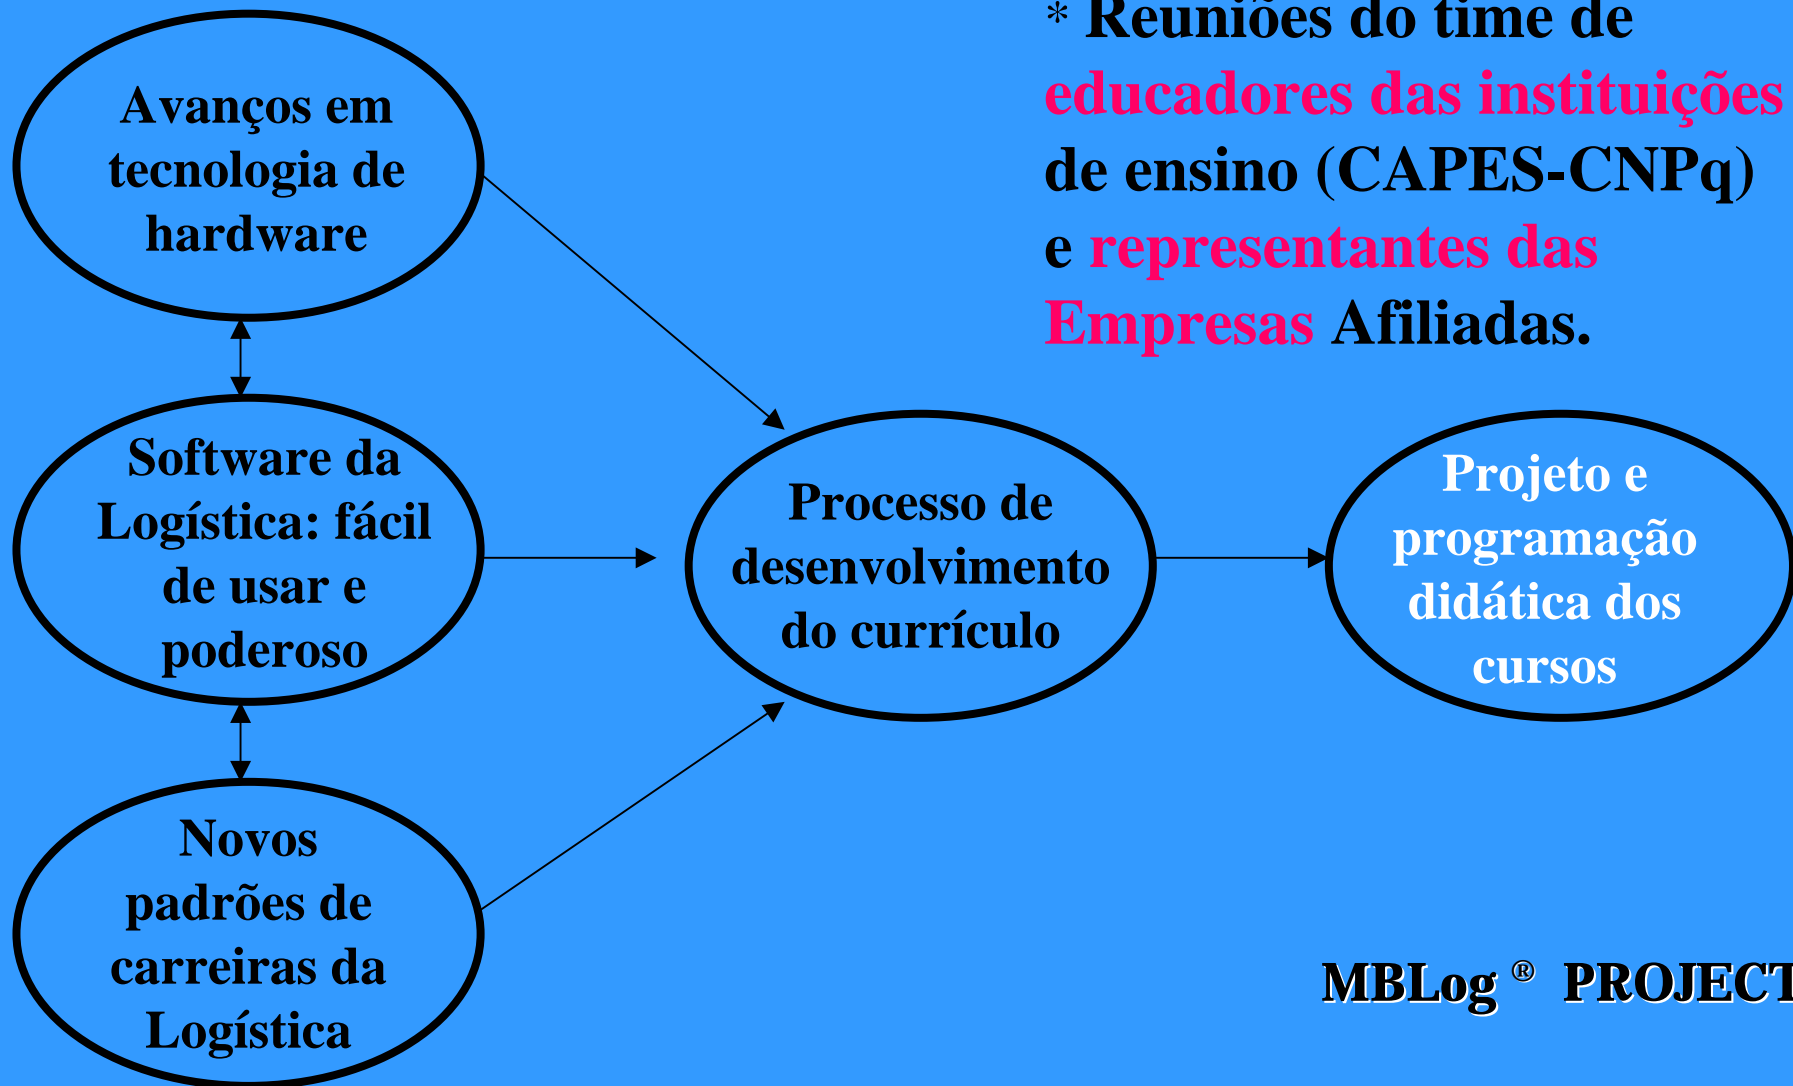 * Reuniões do time de
educadores das instituições
de ensino (CAPES-CNPq)
e representantes das
Empresas Afiliadas.
Avanços em
tecnologia de
hardware
Software da
Logística: fácil
de usar e
poderoso
Novos
padrões de
carreiras da
Logística
Processo de
desenvolvimento
do currículo
Projeto e
programação
didática dos
cursos
MBLog ® PROJECT